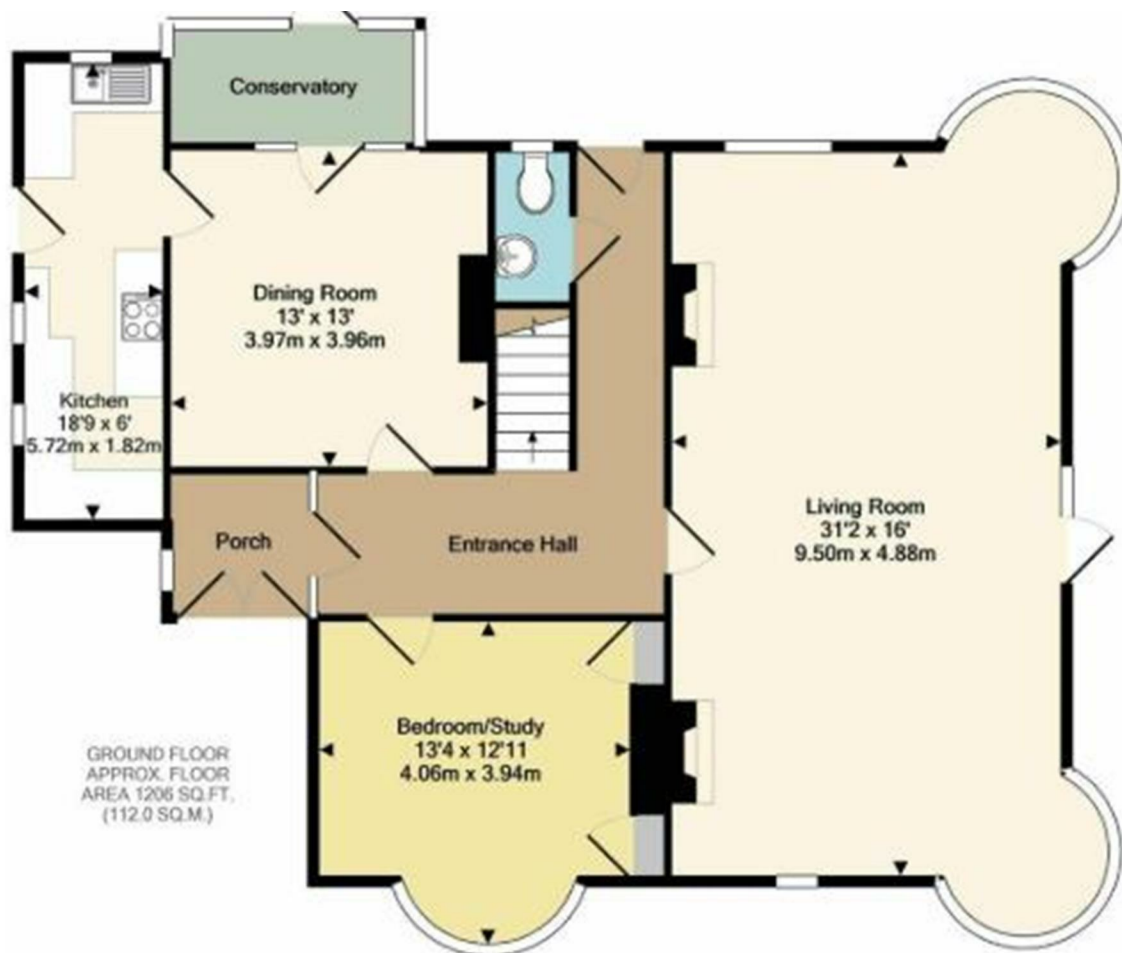 Conservatory
Dining Room
13' x 13'
3.97m x 3.96m
Kitchen
18'9 x 6'
5.72m x 1.82m
Porch
Entrance Hall
Living Room
31'2 x 16'
9.50m x 4.88m
Bedroom/Study
13'4 x 12'11
4.06m x 3.94m
GROUND FLOOR
APPROX. FLOOR
AREA 1206 SQ.FT.
(112.0 SQ.M.)